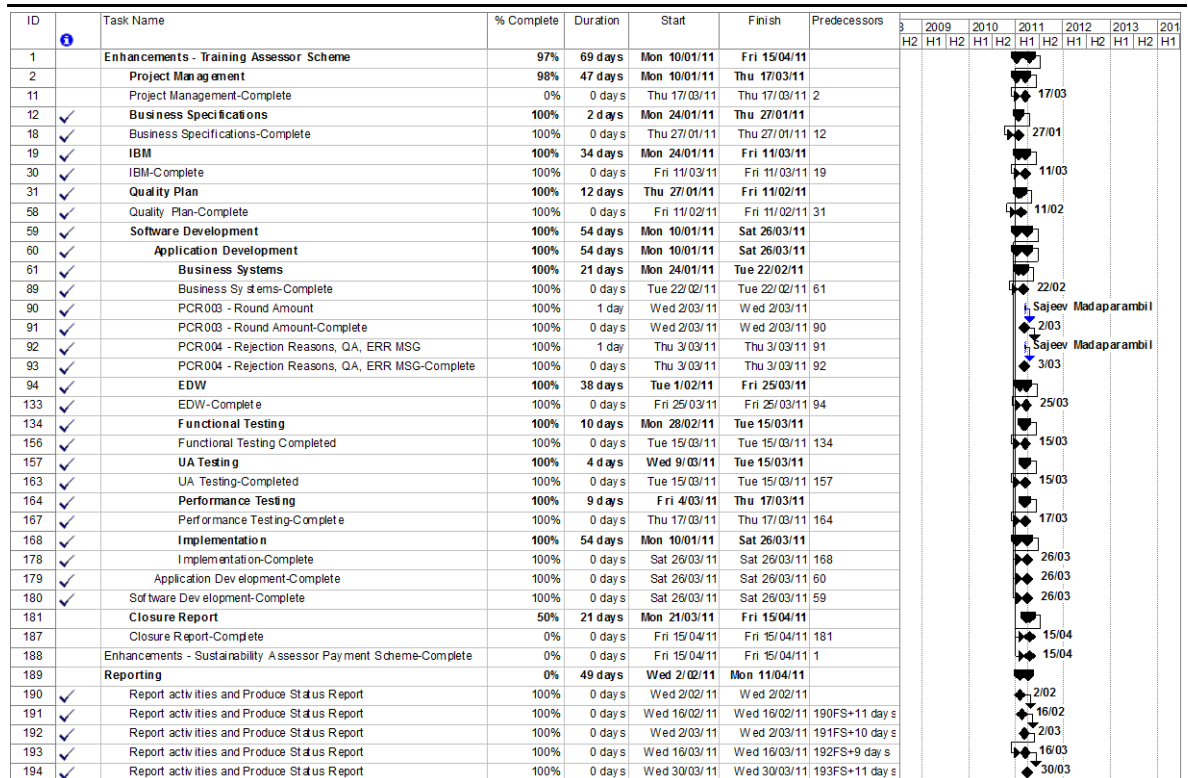 ID Task Name % Complete Duration Start Finish Predecessors
2009 2010 2011 2012 2013 201
H2 H1 H2 H1 H2 H1 H2 H1 H2 H1 H2 H1
1 Enhancements - Training Assessor Scheme 97% 69 days Mon 10/01/11 Fri 15/04/11
2 Project Management 98% 47 days Mon 10/01/11 Thu 17/03/11
11 Project Management-Complete 0% 0 days Thu 17/03/11 Thu 17/03/11 2 17/03
12 Business Specifications 100% 2 days Mon 24/01/11 Thu 27/01/11
18 Business Specifications-Complete 100% 0 days Thu 27/01/11 Thu 27/01/11 12 27/01
19 IBM 100% 34 days Mon 24/01/11 Fri 11/03/11
30 IBM-Complete 100% 0 days Fri 11/03/11 Fri 11/03/11 19 11/03
31 Quality Plan 100% 12 days Thu 27/01/11 Fri 11/02/11
58 Quality Plan-Complete 100% 0 days Fri 11/02/11 Fri 11/02/11 31 11/02
59 Software Development 100% 54 days Mon 10/01/11 Sat 26/03/11
60 Application Development 100% 54 days Mon 10/01/11 Sat 26/03/11
61 Business Systems 100% 21 days Mon 24/01/11 Tue 22/02/11
89 Business Systems-Complete 100% 0 days Tue 22/02/11 Tue 22/02/11 61 22/02
90 PCR003 - Round Amount 100% 1 day Wed 2/03/11 Wed 2/03/11 Sajeev Madaparambil
91 PCR003 - Round Amount-Complete 100% 0 days Wed 2/03/11 Wed 2/03/11 90 2/03
92 PCR004 - Rejection Reasons, QA, ERR MSG 100% 1 day Thu 3/03/11 Thu 3/03/11 91 Sajeev Madaparambil
93 PCR004 - Rejection Reasons, QA, ERR MSG-Complete 100% 0 days Thu 3/03/11 Thu 3/03/11 92 3/03
94 EDW 100% 38 days Tue 1/02/11 Fri 25/03/11
133 EDW-Complete 100% 0 days Fri 25/03/11 Fri 25/03/11 94 25/03
134 Functional Testing 100% 10 days Mon 28/02/11 Tue 15/03/11
156 Functional Testing Completed 100% 0 days Tue 15/03/11 Tue 15/03/11 134 15/03
157 UA Testing 100% 4 days Wed 9/03/11 Tue 15/03/11
163 UA Testing-Completed 100% 0 days Tue 15/03/11 Tue 15/03/11 157 15/03
164 Performance Testing 100% 9 days Fri 4/03/11 Thu 17/03/11
167 Performance Testing-Complete 100% 0 days Thu 17/03/11 Thu 17/03/11 164 17/03
168 Implementation 100% 54 days Mon 10/01/11 Sat 26/03/11
178 Implementation-Complete 100% 0 days Sat 26/03/11 Sat 26/03/11 168 26/03
179 Application Development-Complete 100% 0 days Sat 26/03/11 Sat 26/03/11 60 26/03
180 Software Development-Complete 100% 0 days Sat 26/03/11 Sat 26/03/11 59 26/03
181 Closure Report 50% 21 days Mon 21/03/11 Fri 15/04/11
187 Closure Report-Complete 0% 0 days Fri 15/04/11 Fri 15/04/11 181 15/04
188 Enhancements - Sustainability Assessor Payment Scheme-Complete 0% 0 days Fri 15/04/11 Fri 15/04/11 1 15/04
189 Reporting 0% 49 days Wed 2/02/11 Mon 11/04/11
190 Report activities and Produce Status Report 100% 0 days Wed 2/02/11 Wed 2/02/11 2/02
191 Report activities and Produce Status Report 100% 0 days Wed 16/02/11 Wed 16/02/11 190FS+11 days 16/02
192 Report activities and Produce Status Report 100% 0 days Wed 2/03/11 Wed 2/03/11 191FS+10 days 2/03
193 Report activities and Produce Status Report 100% 0 days Wed 16/03/11 Wed 16/03/11 192FS+9 days 16/03
194 Report activities and Produce Status Report 100% 0 days Wed 30/03/11 Wed 30/03/11 193FS+11 days 30/03